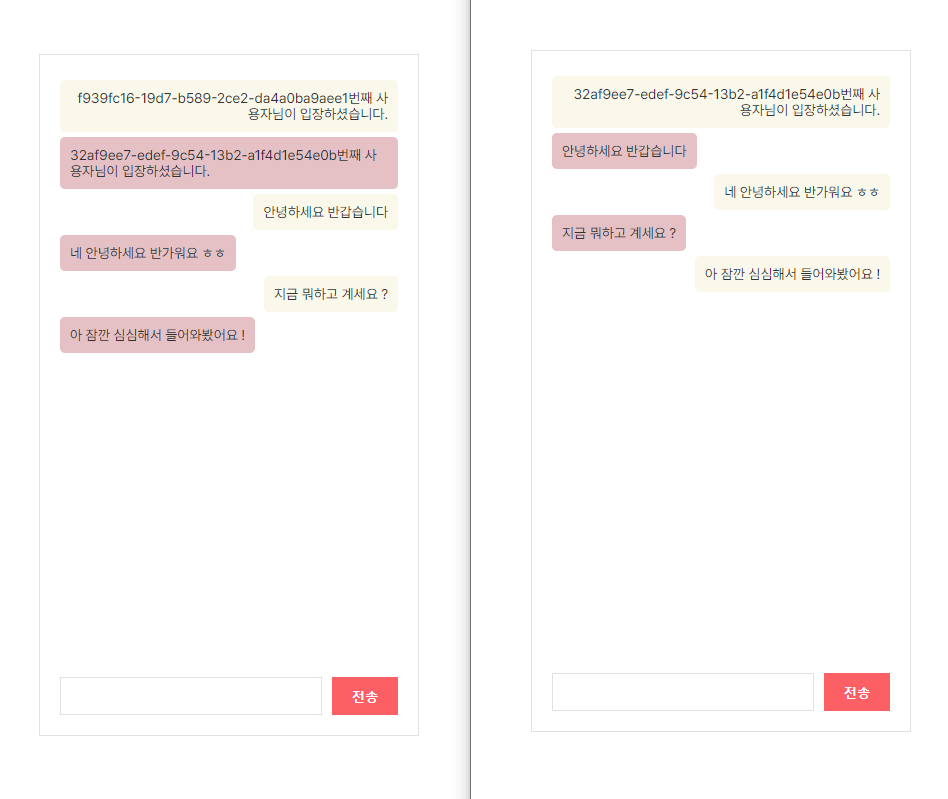 f939fc16-19d7-b589-2ce2-da4a0ba9aee1번째 사
용자님이 입장하셨습니다.
32af9ee7-edef-9c54-13b2-a1f4d1e54e0b번째 사
용자님이 입장하셨습니다.
안녕하세요 반갑습니다
네 안녕하세요 반가워요 ㅎㅎ
지금 뭐하고 계세요 ?
아 잠깐 심심해서 들어와봤어요 !
전송
32af9ee7-edef-9c54-13b2-a1f4d1e54e0b번째 사
용자님이 입장하셨습니다.
안녕하세요 반갑습니다
네 안녕하세요 반가워요 ㅎㅎ
지금 뭐하고 계세요 ?
아 잠깐 심심해서 들어와봤어요 !
전송